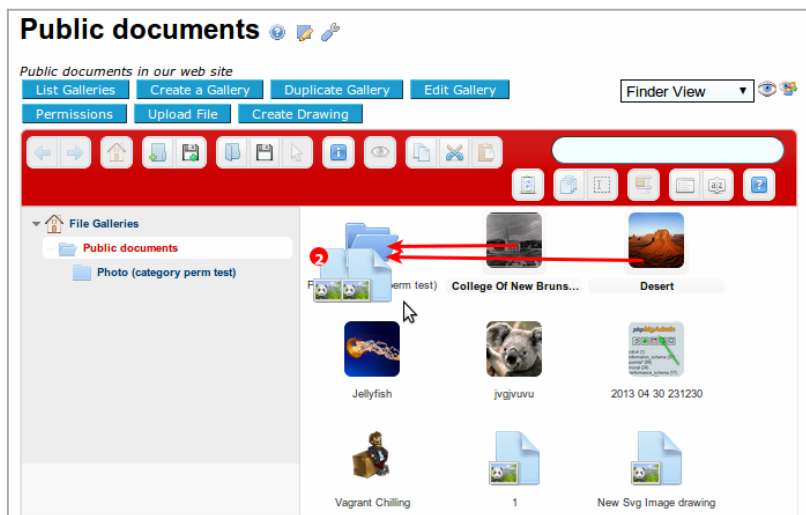 Public documents
Public documents in our web site
List Galleries Create a Gallery Duplicate Gallery Edit Gallery
Finder View
Permissions Upload File Create Drawing
File Galleries
Public documents
Photo (category perm test)
2
P erm test) College Of New Bruns... Desert
phpMyAdmin
Jellyfish jvgjvuvu 2013 04 30 231230
Vagrant Chilling 1 New Svg Image drawing